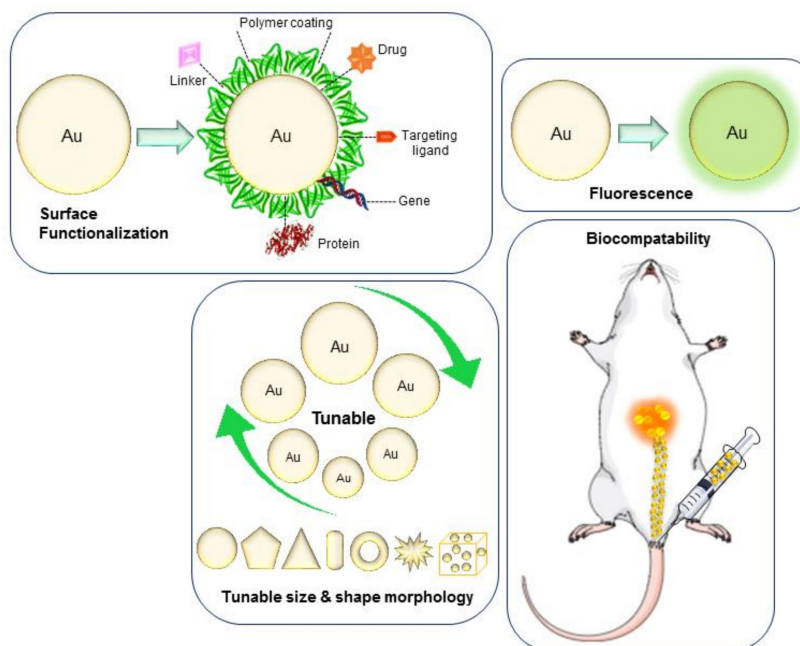 Polymer coating
Linker
Drug
Au
Au
Targeting
ligand
Gene
Protein
Surface
Functionalization
Au
Au
Fluorescence
Biocompatability
Au
Au
Au
Tunable
Au
Au
Au
Tunable size & shape morphology